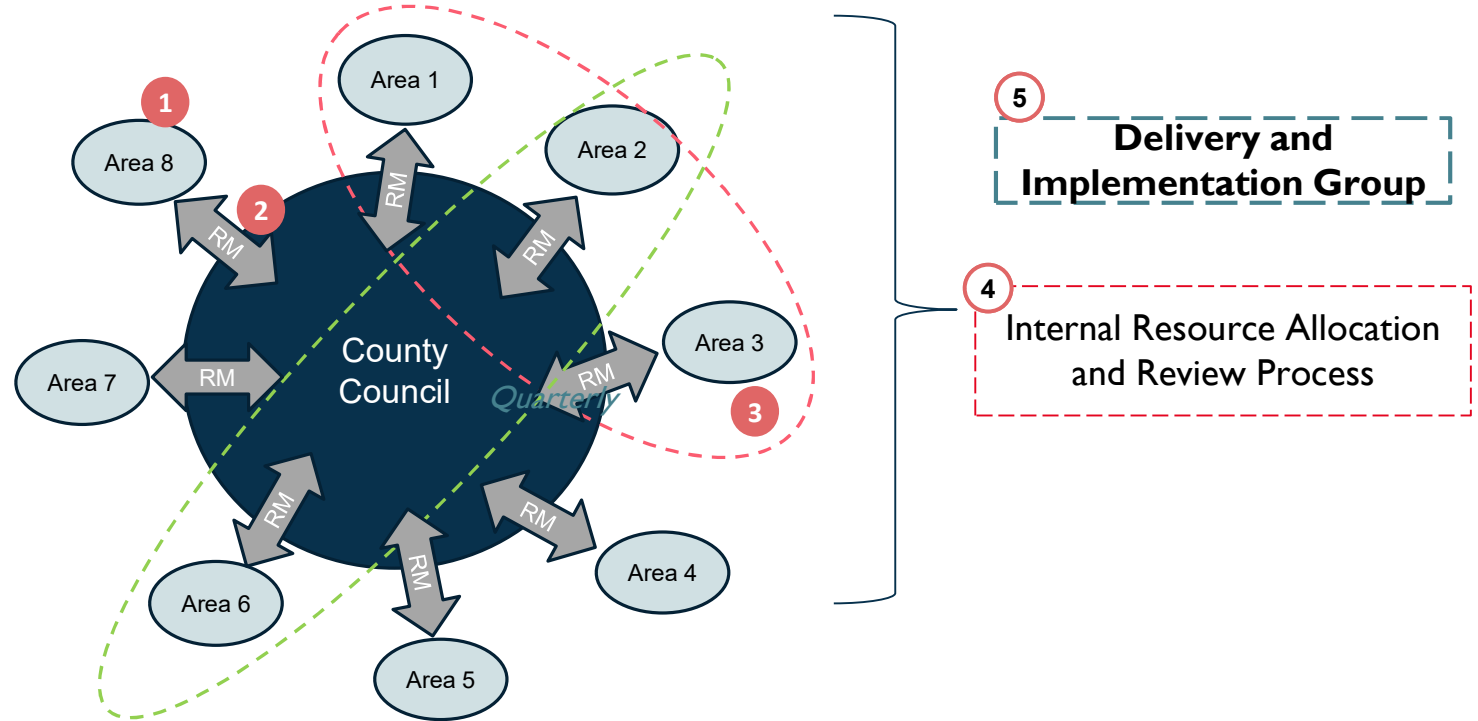 Area 1
1
Area 8
Area 2
RM
2
RM
RM
County
Council
Area 3
RM
Area 7
RM
Quarterly
3
RM
RM
RM
Area 4
Area 6
Area 5
5
Delivery and
Implementation Group
4
Internal Resource Allocation
and Review Process
RM